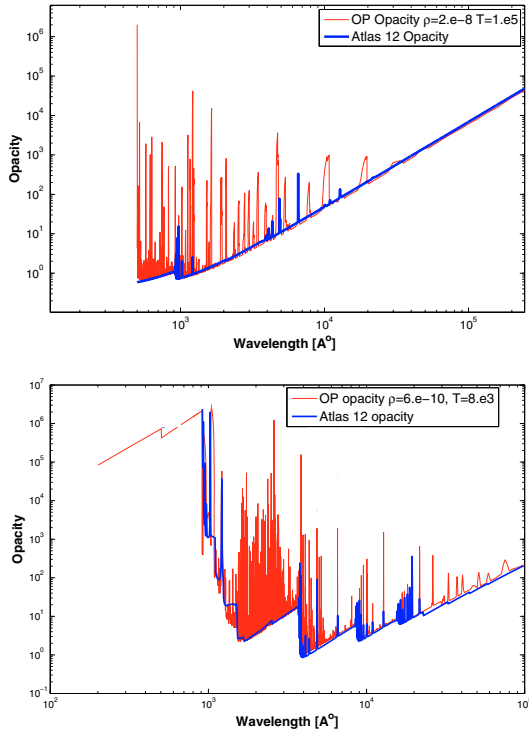 10^6
10^5
10^4
10^3
10^2
10^1
10^0
Opacity
OP Opacity ρ=2.e-8 T=1.e5
Atlas 12 Opacity
10^3
10^4
10^5
Wavelength [A^o]
10^7
10^6
10^5
10^4
10^3
10^2
10^1
10^0
10^-1
Opacity
OP opacity ρ=6.e-10, T=8.e3
Atlas 12 opacity
10^2
10^3
10^4
10
Wavelength [A^o]